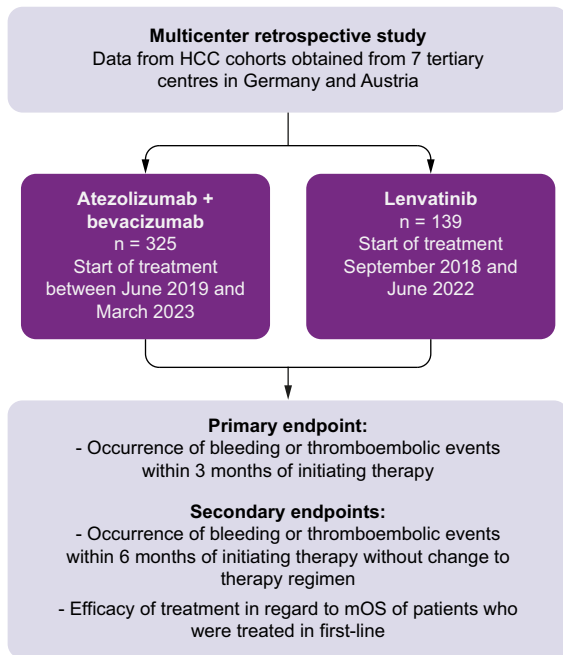 Multicenter retrospective study
Data from HCC cohorts obtained from 7 tertiary
centres in Germany and Austria
Atezolizumab +
bevacizumab
n = 325
Start of treatment
between June 2019 and
March 2023
Lenvatinib
n = 139
Start of treatment
September 2018 and
June 2022
Primary endpoint:
- Occurrence of bleeding or thromboembolic events
within 3 months of initiating therapy
Secondary endpoints:
- Occurrence of bleeding or thromboembolic events
within 6 months of initiating therapy without change to
therapy regimen
- Efficacy of treatment in regard to mOS of patients who
were treated in first-line